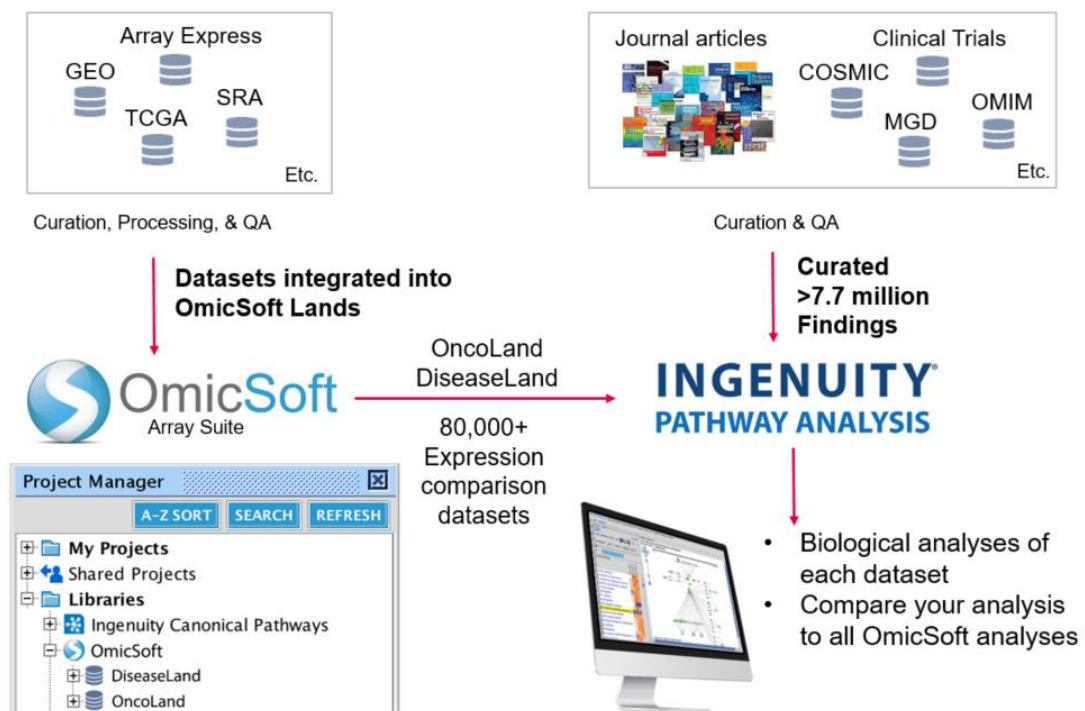 Array Express
GEO
SRA
TCGA
Etc.
Curation, Processing, & QA
Datasets integrated into
OmicSoft Lands
OmicSoft
Array Suite
Journal articles
Clinical Trials
COSMIC
OMIM
MGD
Etc.
Curation & QA
Curated
>7.7 million
Findings
OncoLand
DiseaseLand
80,000+
Expression
comparison
datasets
INGENUITY®
PATHWAY ANALYSIS
Project Manager
A-Z SORT SEARCH REFRESH
My Projects
Shared Projects
Libraries
Ingenuity Canonical Pathways
OmicSoft
DiseaseLand
OncoLand
• Biological analyses of
each dataset
• Compare your analysis
to all OmicSoft analyses